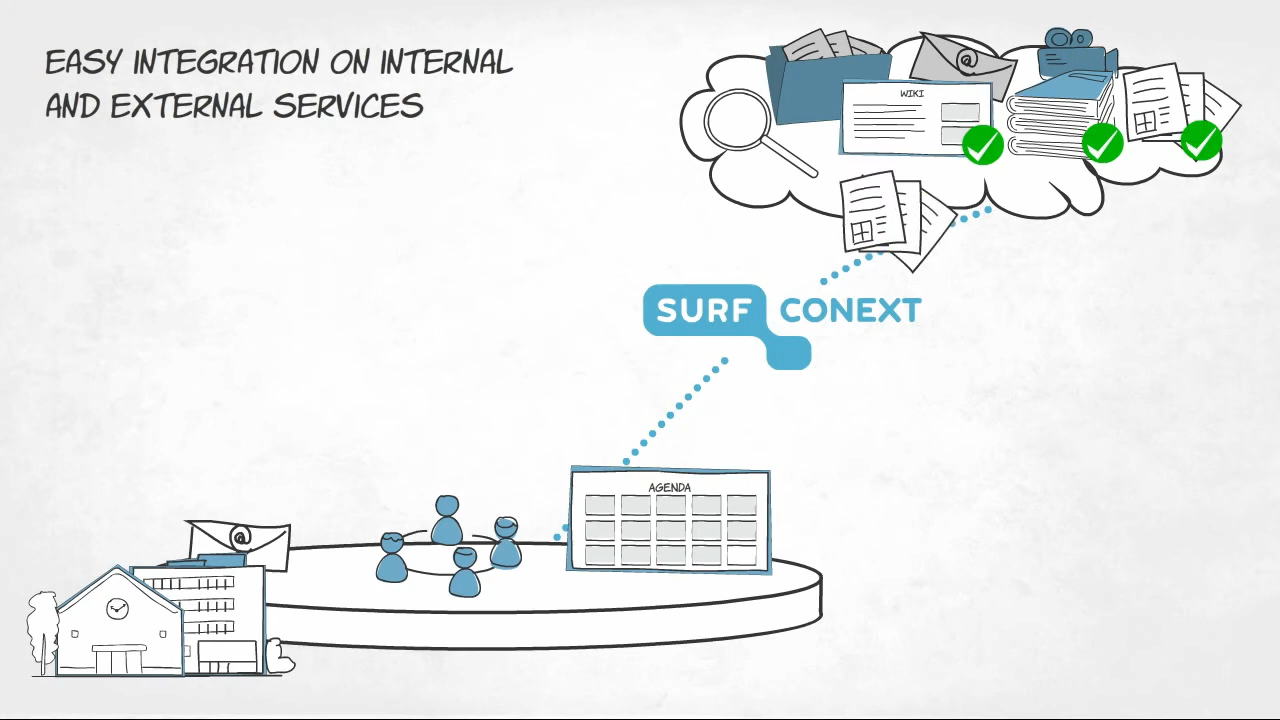 EASY INTEGRATION ON INTERNAL
AND EXTERNAL SERVICES
@
WIKI
SURF CONEXT
AGENDA
@